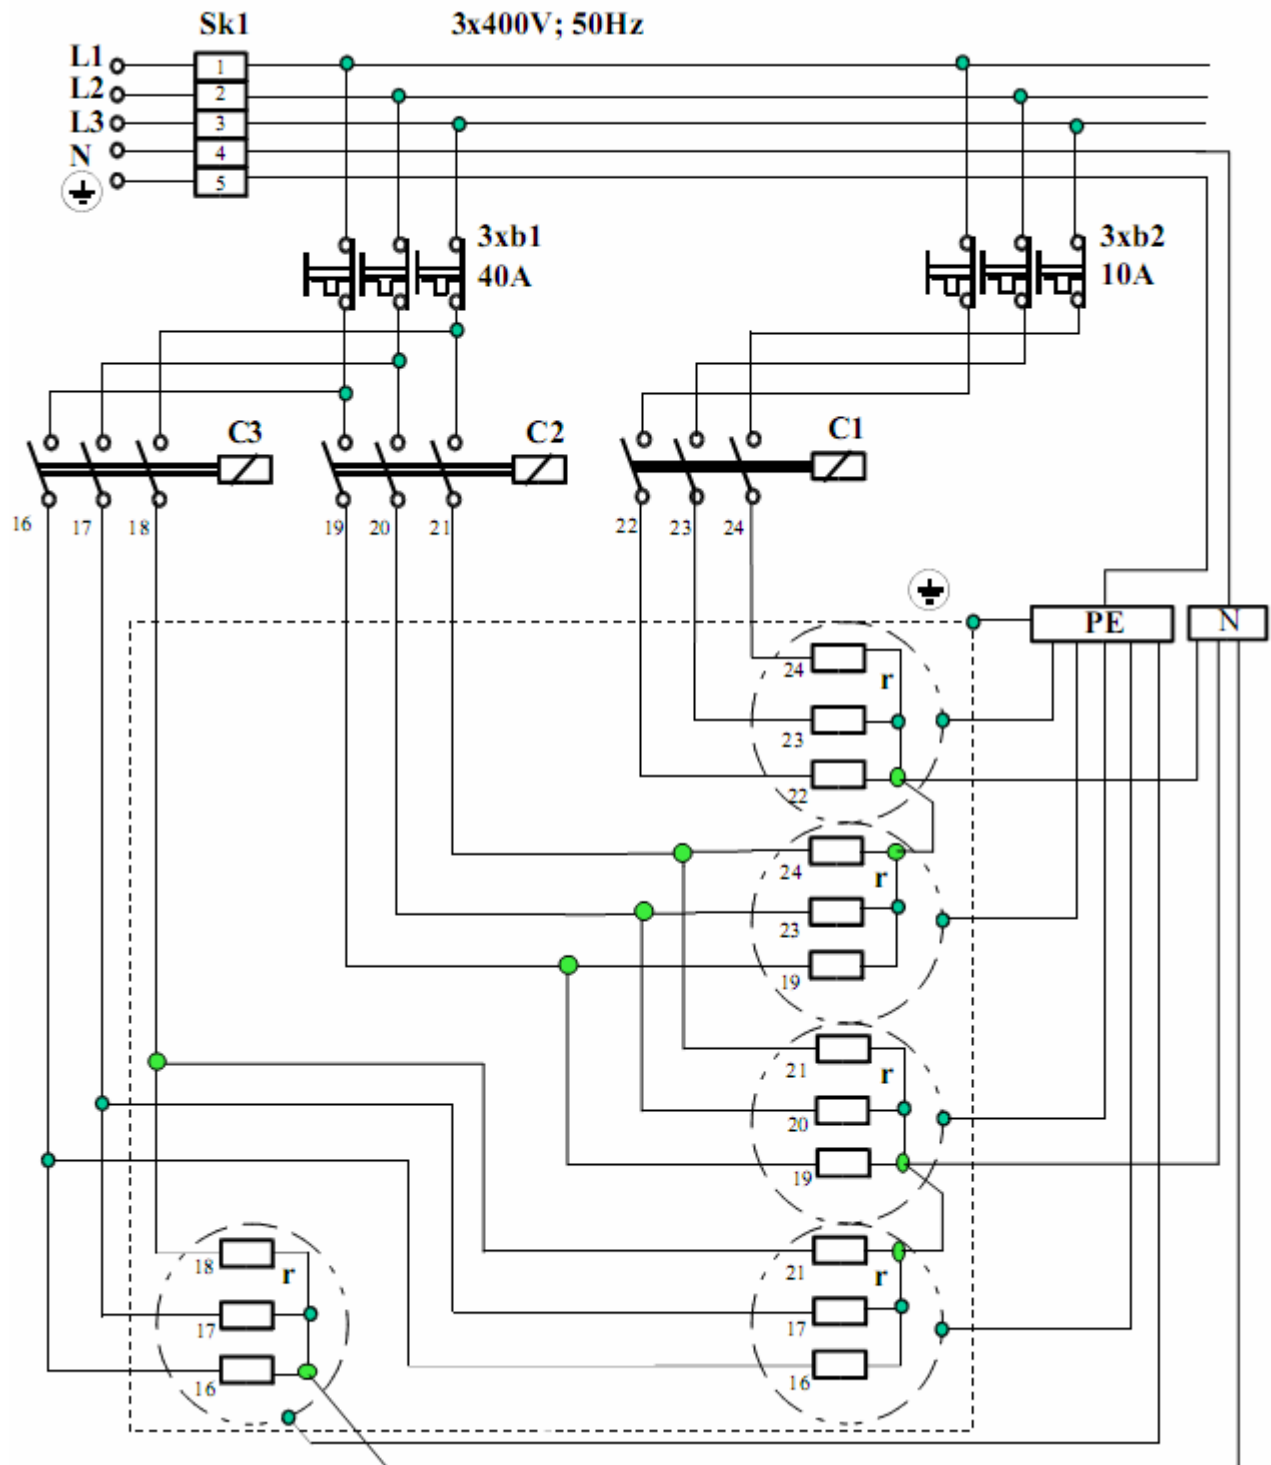 Sk1 3x400V; 50Hz
L1 1
L2 2
L3 3
N 4
5
3xb1 3xb2
40A 10A
C3 C2 C1
16 17 18 19 20 21 22 23 24
PE N
24 r
23
22
24 r
23
19
21 r
20
19
18 r 21 r
17 17
16 16